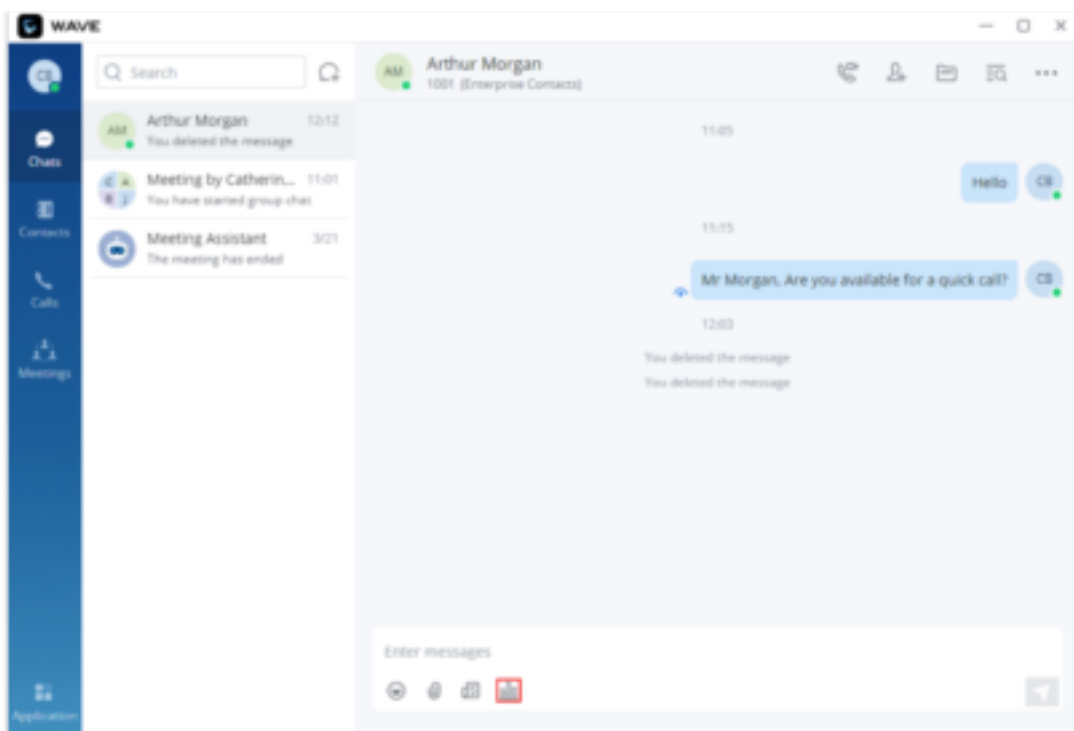 WAVE
CB
Search
AM
Arthur Morgan
1001 (Enterprise Contacts)
Chats
Contacts
Calls
Meetings
Application
AM
Arthur Morgan 12:12
You deleted the message
C A
Meeting by Catherin... 11:01
You have started group chat
Meeting Assistant 3/21
The meeting has ended
11:05
Hello
CB
11:15
Mr Morgan, Are you available for a quick call?
CB
12:03
You deleted the message
You deleted the message
Enter messages